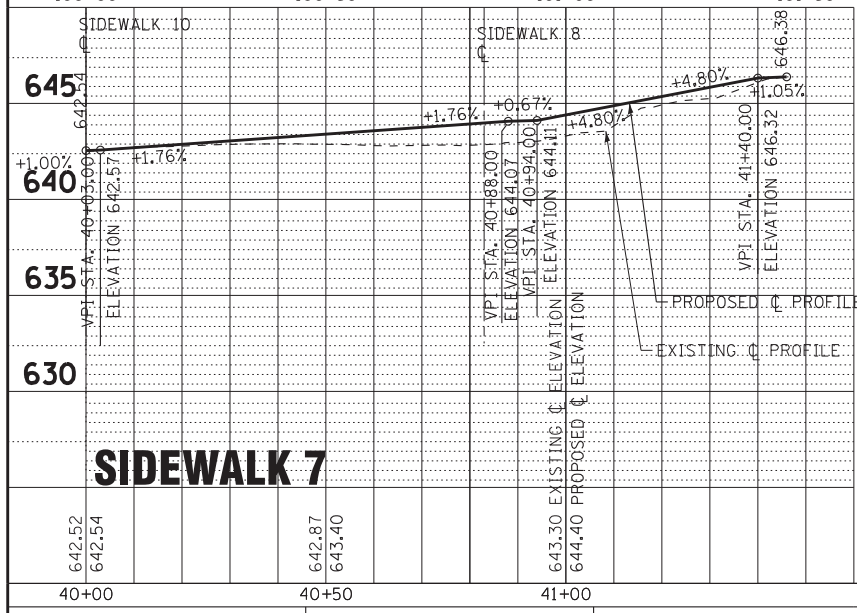 SIDEWALK 10
℄
SIDEWALK 8
℄
646.38
645
642.54
+4.80%
+1.05%
+1.76%
+0.67%
+4.80%
+1.00%
+1.76%
640
VPI STA. 40+03.00
ELEVATION 642.57
VPI STA. 40+88.00
ELEVATION 644.07
VPI STA. 40+94.00
ELEVATION 644.11
VPI STA. 41+40.00
ELEVATION 646.32
635
PROPOSED ℄ PROFILE
EXISTING ℄ PROFILE
630
SIDEWALK 7
642.52
642.54
642.87
643.40
643.30 EXISTING ℄ ELEVATION
644.40 PROPOSED ℄ ELEVATION
40+00
40+50
41+00